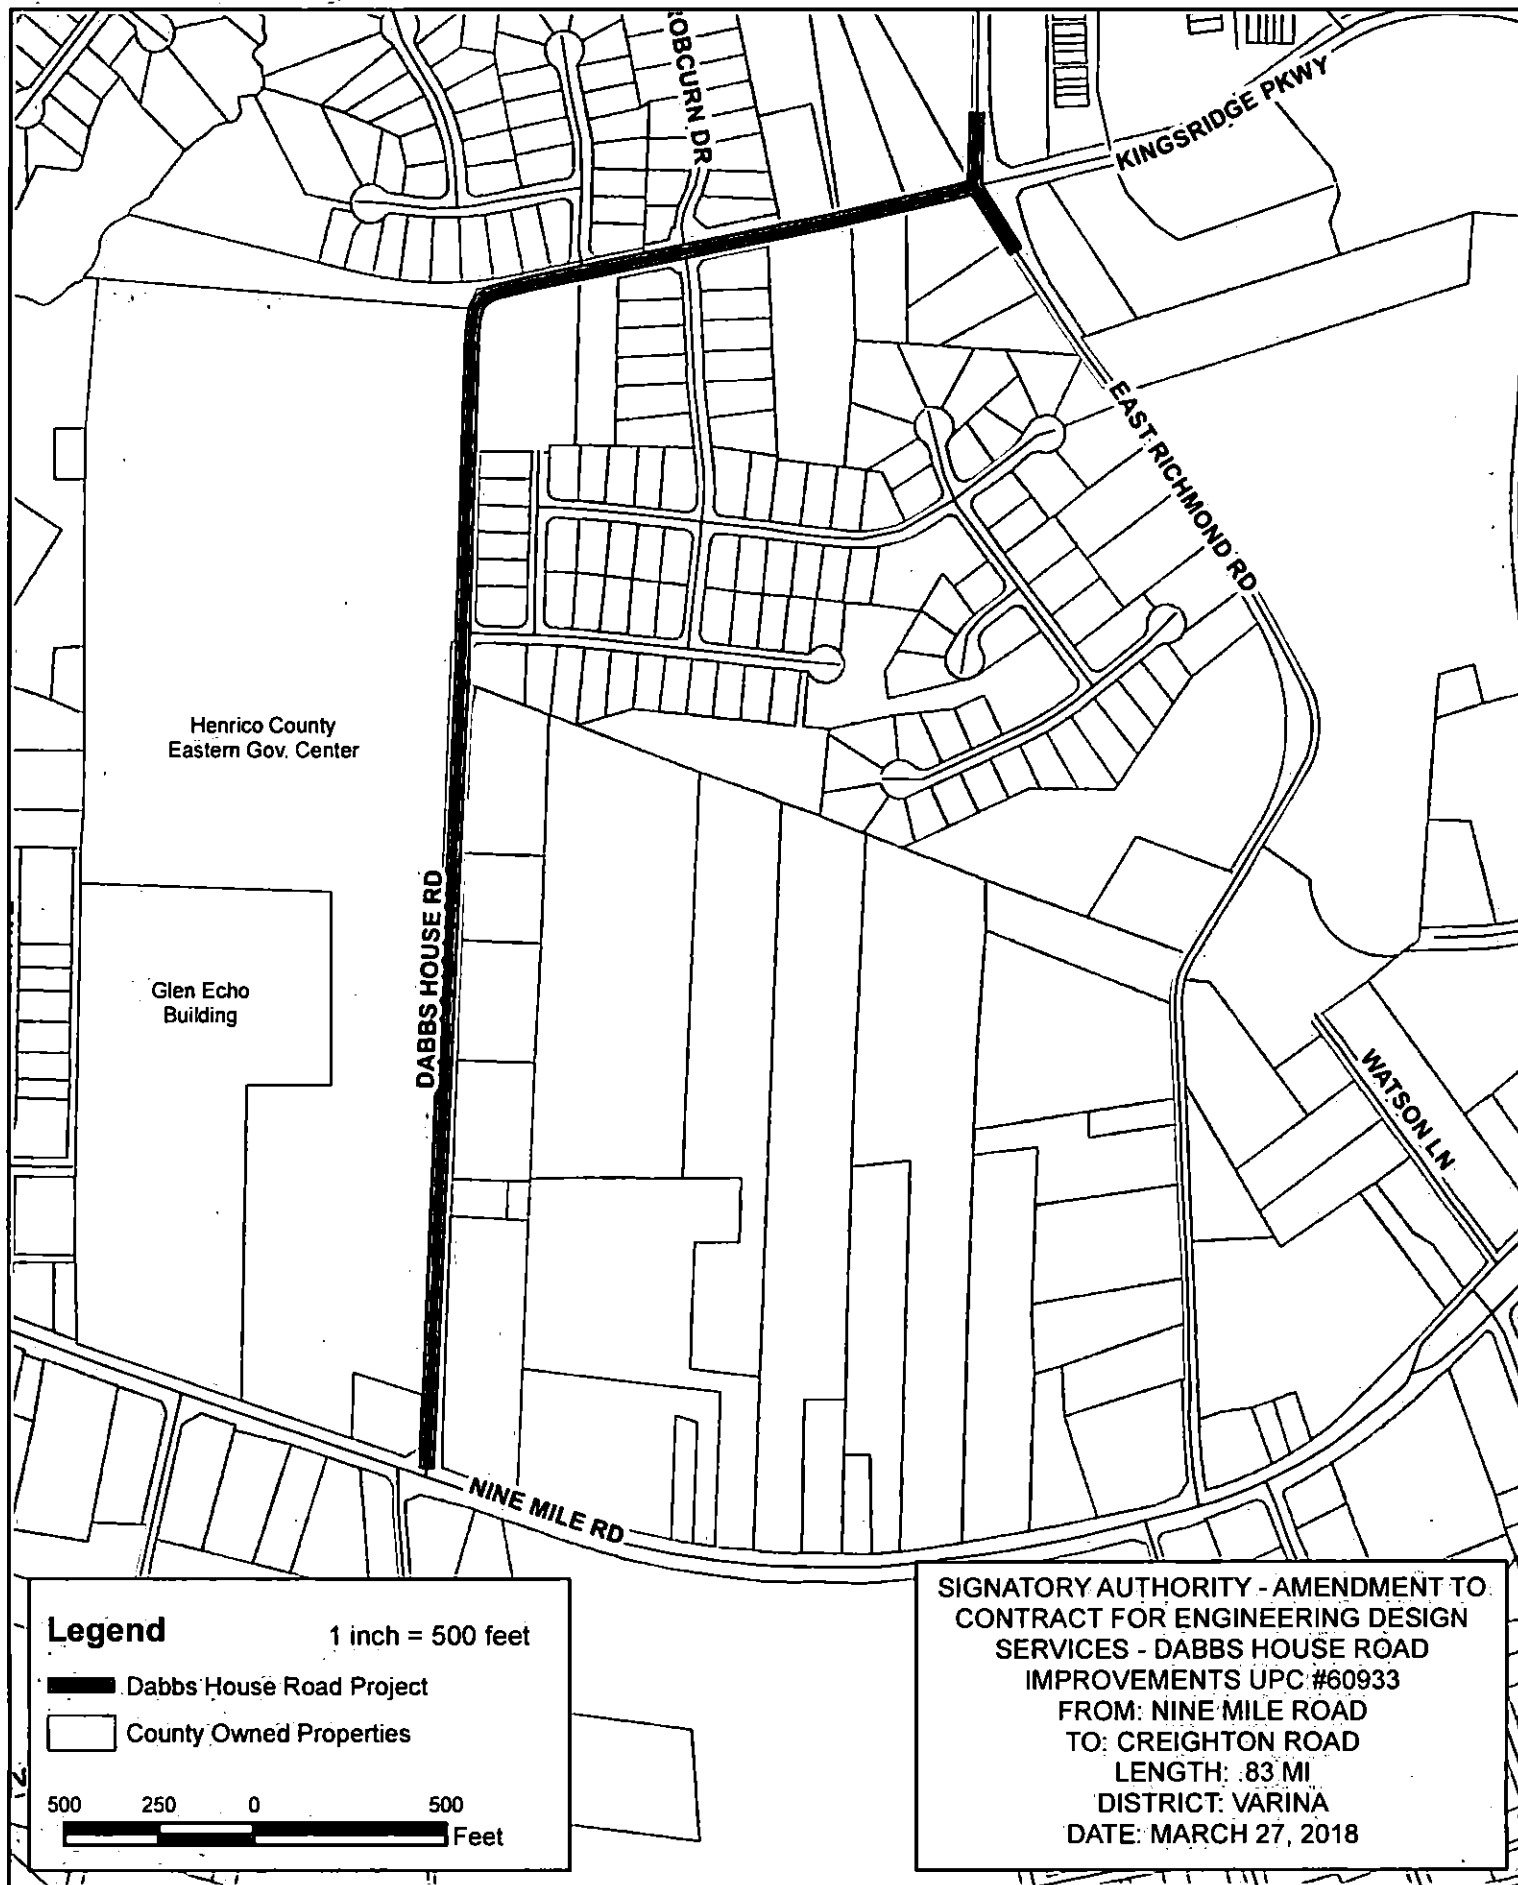 OBCURN DR
KINGSRIDGE PKWY
EAST RICHMOND RD
Henrico County
Eastern Gov. Center
DABBS HOUSE RD
Glen Echo
Building
WATSON LN
NINE MILE RD
Legend
1 inch = 500 feet
Dabbs House Road Project
County Owned Properties
500 250 0 500
Feet
SIGNATORY AUTHORITY - AMENDMENT TO
CONTRACT FOR ENGINEERING DESIGN
SERVICES - DABBS HOUSE ROAD
IMPROVEMENTS UPC #60933
FROM: NINE MILE ROAD
TO: CREIGHTON ROAD
LENGTH: .83 MI
DISTRICT: VARINA
DATE: MARCH 27, 2018